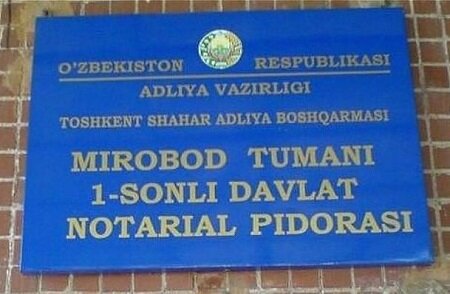 O'ZBEKISTON RESPUBLIKASI
ADLIYA VAZIRLIGI
TOSHKENT SHAHAR ADLIYA BOSHQARMASI
MIROBOD TUMANI
1-SONLI DAVLAT
NOTARIAL PIDORASI